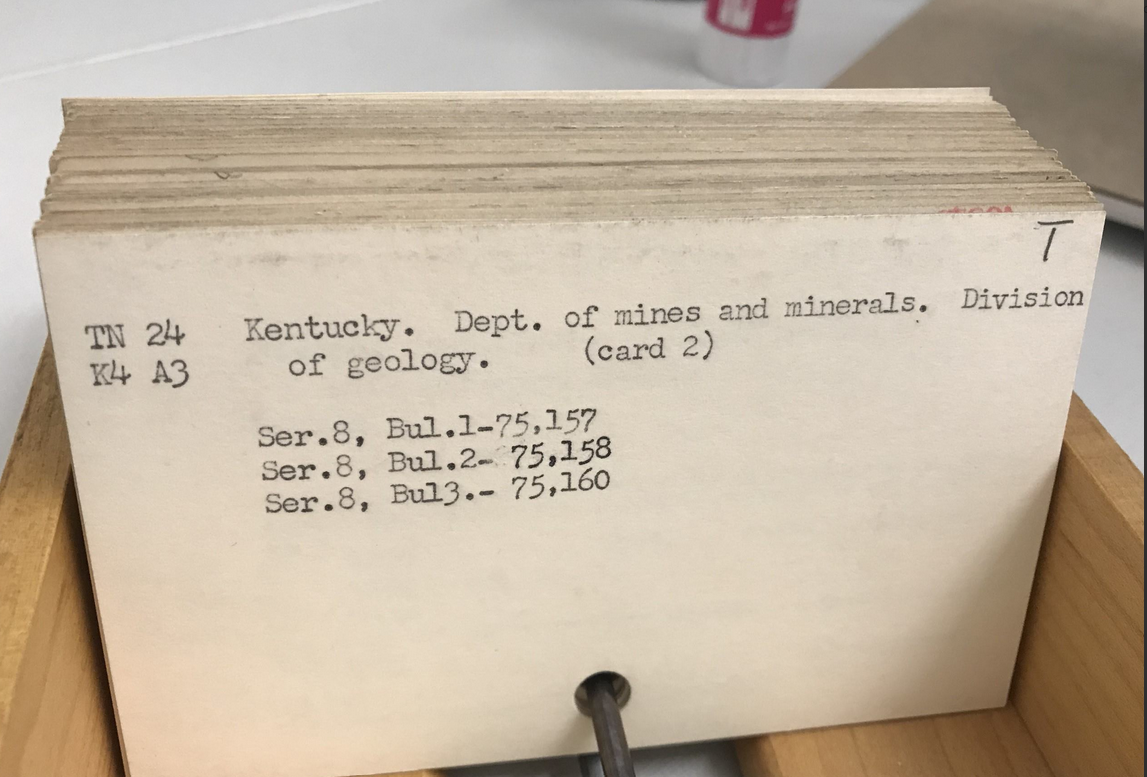 T
TN 24 Kentucky. Dept. of mines and minerals. Division
K4 A3 of geology. (card 2)
Ser.8, Bul.1-75,157
Ser.8, Bul.2- 75,158
Ser.8, Bul3.- 75,160